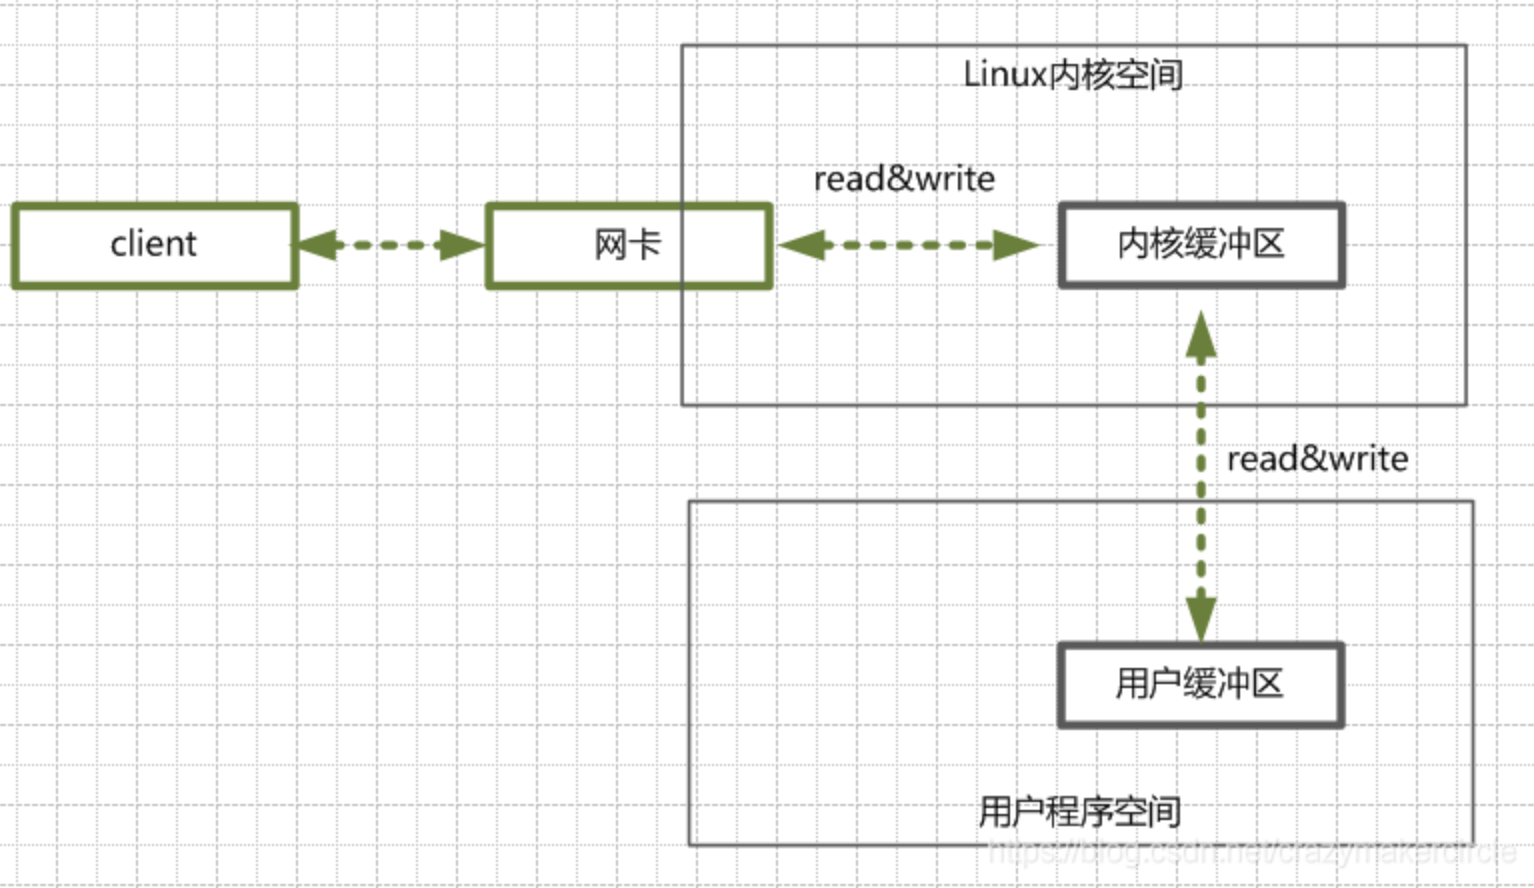 Linux内核空间
read&write
client
网卡
内核缓冲区
read&write
用户缓冲区
用户程序空间
https://blog.csdn.net/crazymakercircle